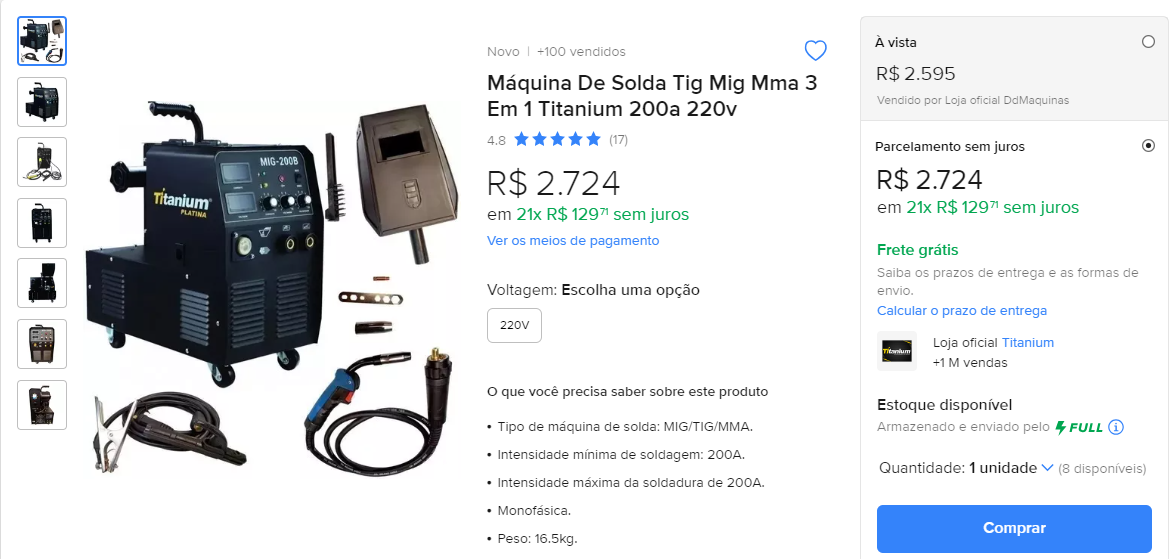 Novo | +100 vendidos
Máquina De Solda Tig Mig Mma 3
Em 1 Titanium 200a 220v
4.8 (17)
R$ 2.724
em 21x R$ 129⁷¹ sem juros
Ver os meios de pagamento
Voltagem: Escolha uma opção
220V
O que você precisa saber sobre este produto
• Tipo de máquina de solda: MIG/TIG/MMA.
• Intensidade mínima de soldagem: 200A.
• Intensidade máxima da soldadura de 200A.
• Monofásica.
• Peso: 16.5kg.
MIG-200B
Titanium
PLATINA
À vista
R$ 2.595
Vendido por Loja oficial DdMaquinas
Parcelamento sem juros
R$ 2.724
em 21x R$ 129⁷¹ sem juros
Frete grátis
Saiba os prazos de entrega e as formas de
envio.
Calcular o prazo de entrega
Titanium
Loja oficial Titanium
+1 M vendas
Estoque disponível
Armazenado e enviado pelo FULL
Quantidade: 1 unidade (8 disponíveis)
Comprar